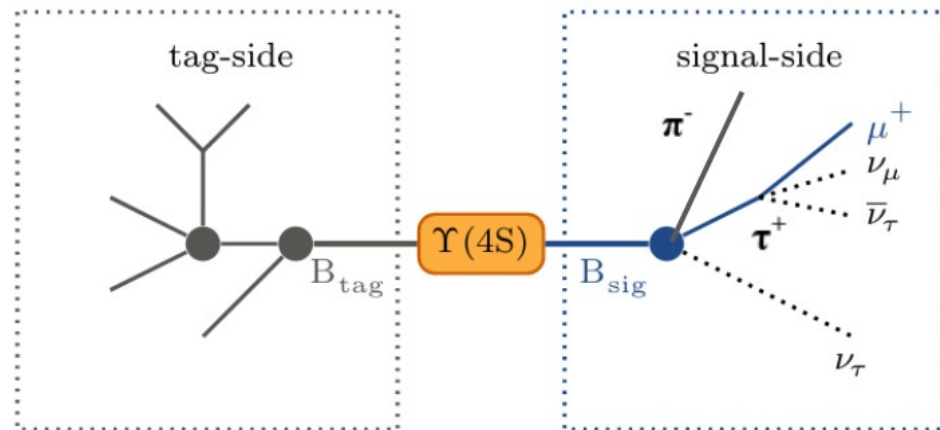 tag-side
signal-side
π-
μ+
νμ
ν̅τ
τ+
Υ(4S)
Btag
Bsig
ντ